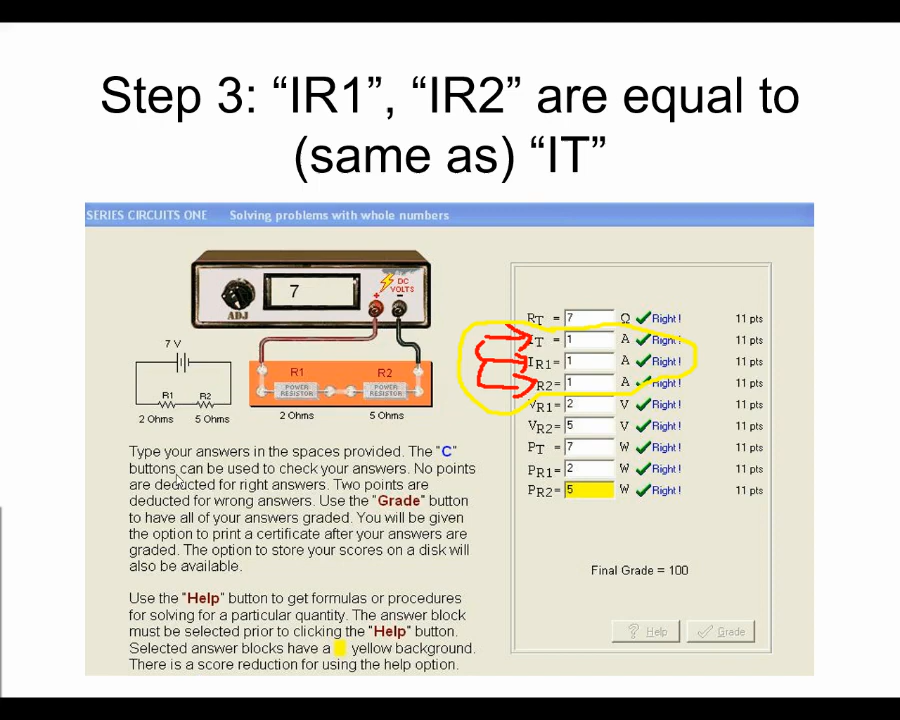 Step 3: “IR1”, “IR2” are equal to
(same as) “IT”
SERIES CIRCUITS ONE Solving problems with whole numbers
7
DC
VOLTS
+ -
ADJ
7 V
R1 R2
2 Ohms 5 Ohms
R1 R2
POWER RESISTOR POWER RESISTOR
2 Ohms 5 Ohms
Type your answers in the spaces provided. The "C"
buttons can be used to check your answers. No points
are deducted for right answers. Two points are
deducted for wrong answers. Use the "Grade" button
to have all of your answers graded. You will be given
the option to print a certificate after your answers are
graded. The option to store your scores on a disk will
also be available.
Use the "Help" button to get formulas or procedures
for solving for a particular quantity. The answer block
must be selected prior to clicking the "Help" button.
Selected answer blocks have a yellow background.
There is a score reduction for using the help option.
RT = 7 Ω Right! 11 pts
IT = 1 A Right! 11 pts
IR1 = 1 A Right! 11 pts
IR2 = 1 A Right! 11 pts
VR1 = 2 V Right! 11 pts
VR2 = 5 V Right! 11 pts
PT = 7 W Right! 11 pts
PR1 = 2 W Right! 11 pts
PR2 = 5 W Right! 11 pts
Final Grade = 100
? Help Grade